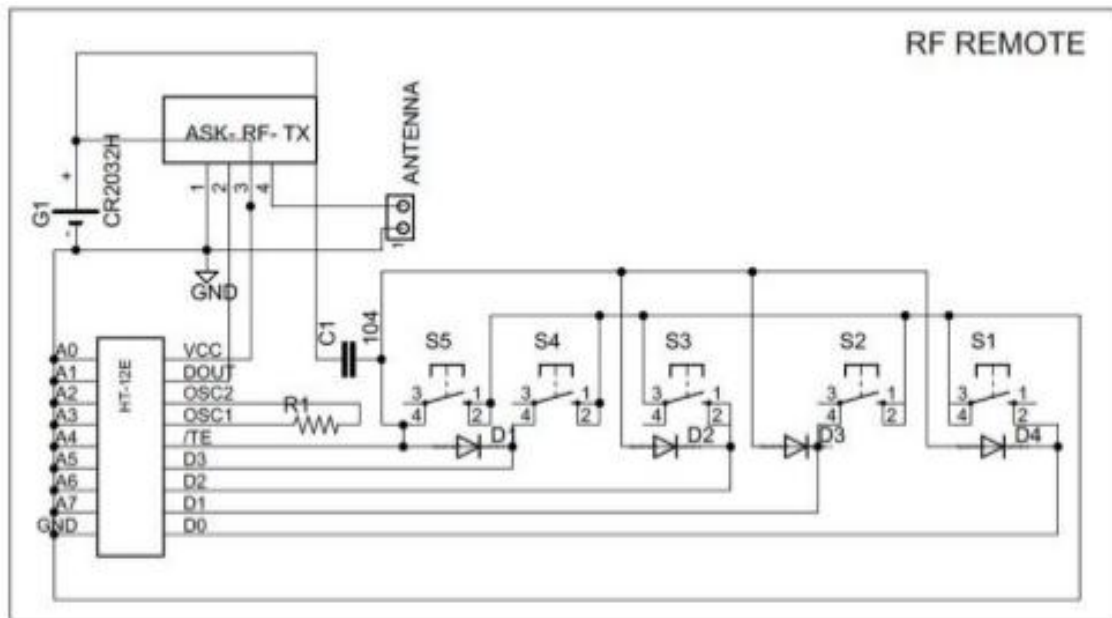 RF REMOTE
ASK- RF- TX
ANTENNA
1
2
3
4
+
CR2032H
G1
-
1
GND
C1
104
S5
S4
S3
S2
S1
3
1
4
2
3
1
4
2
3
1
4
2
3
1
4
2
3
1
4
2
A0
VCC
A1
DOUT
A2
OSC2
A3
OSC1
R1
A4
/TE
D1
D2
D3
D4
A5
D3
A6
D2
A7
D1
GND
D0
HT-12E